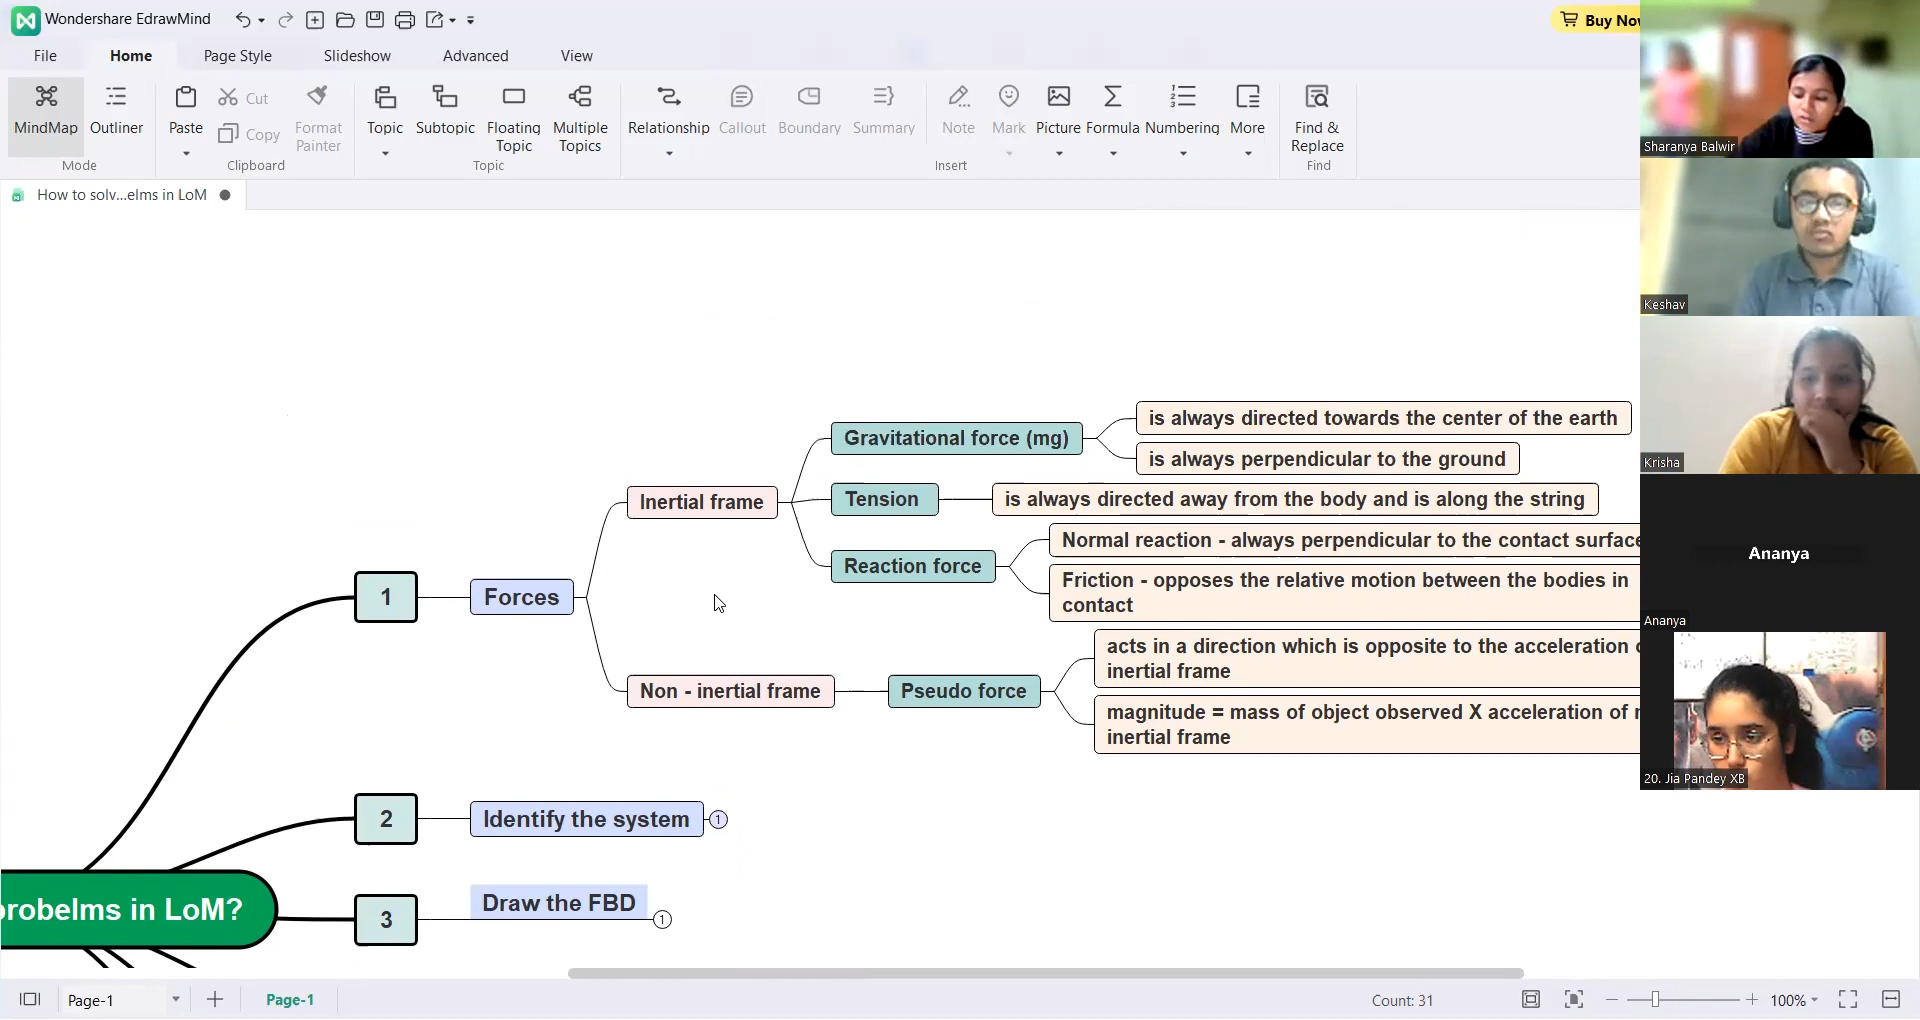 Wondershare EdrawMind
Buy Now
File
Home
Page Style
Slideshow
Advanced
View
MindMap
Outliner
Mode
Paste
Cut
Copy
Format
Painter
Clipboard
Topic
Subtopic
Floating
Topic
Multiple
Topics
Topic
Relationship
Callout
Boundary
Summary
Note
Mark
Picture
Formula
Numbering
More
Insert
Find &
Replace
Find
How to solv...elms in LoM
Gravitational force (mg)
is always directed towards the center of the earth
is always perpendicular to the ground
Inertial frame
Tension
is always directed away from the body and is along the string
Reaction force
Normal reaction - always perpendicular to the contact surface
Friction - opposes the relative motion between the bodies in
contact
1
Forces
Non - inertial frame
Pseudo force
acts in a direction which is opposite to the acceleration
inertial frame
magnitude = mass of object observed X acceleration of
inertial frame
2
Identify the system
1
3
Draw the FBD
1
probelms in LoM?
Sharanya Balwir
Keshav
Krisha
Ananya
Ananya
20. Jia Pandey XB
Page-1
Page-1
Count: 31
100%